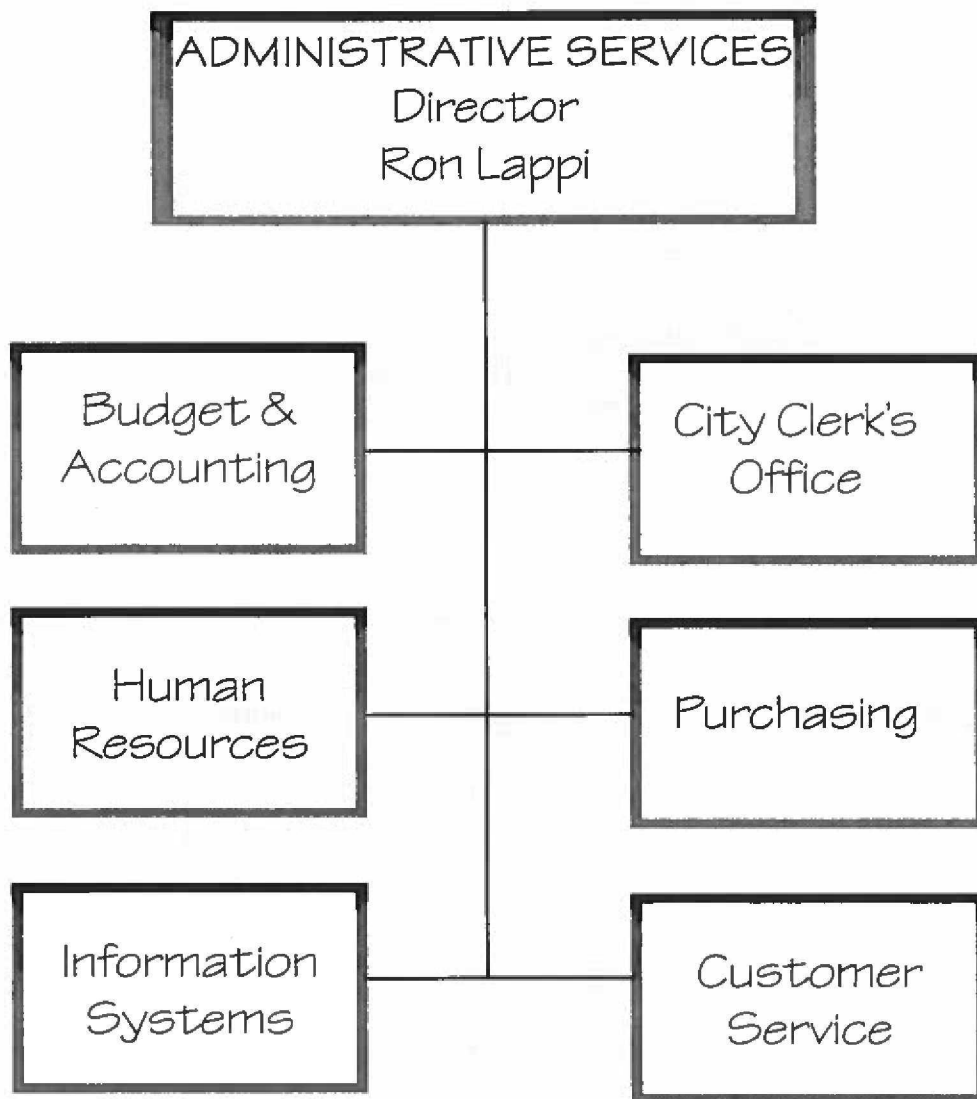 ADMINISTRATIVE SERVICES
Director
Ron Lappi
Budget &
Accounting
City Clerk's
Office
Human
Resources
Purchasing
Information
Systems
Customer
Service